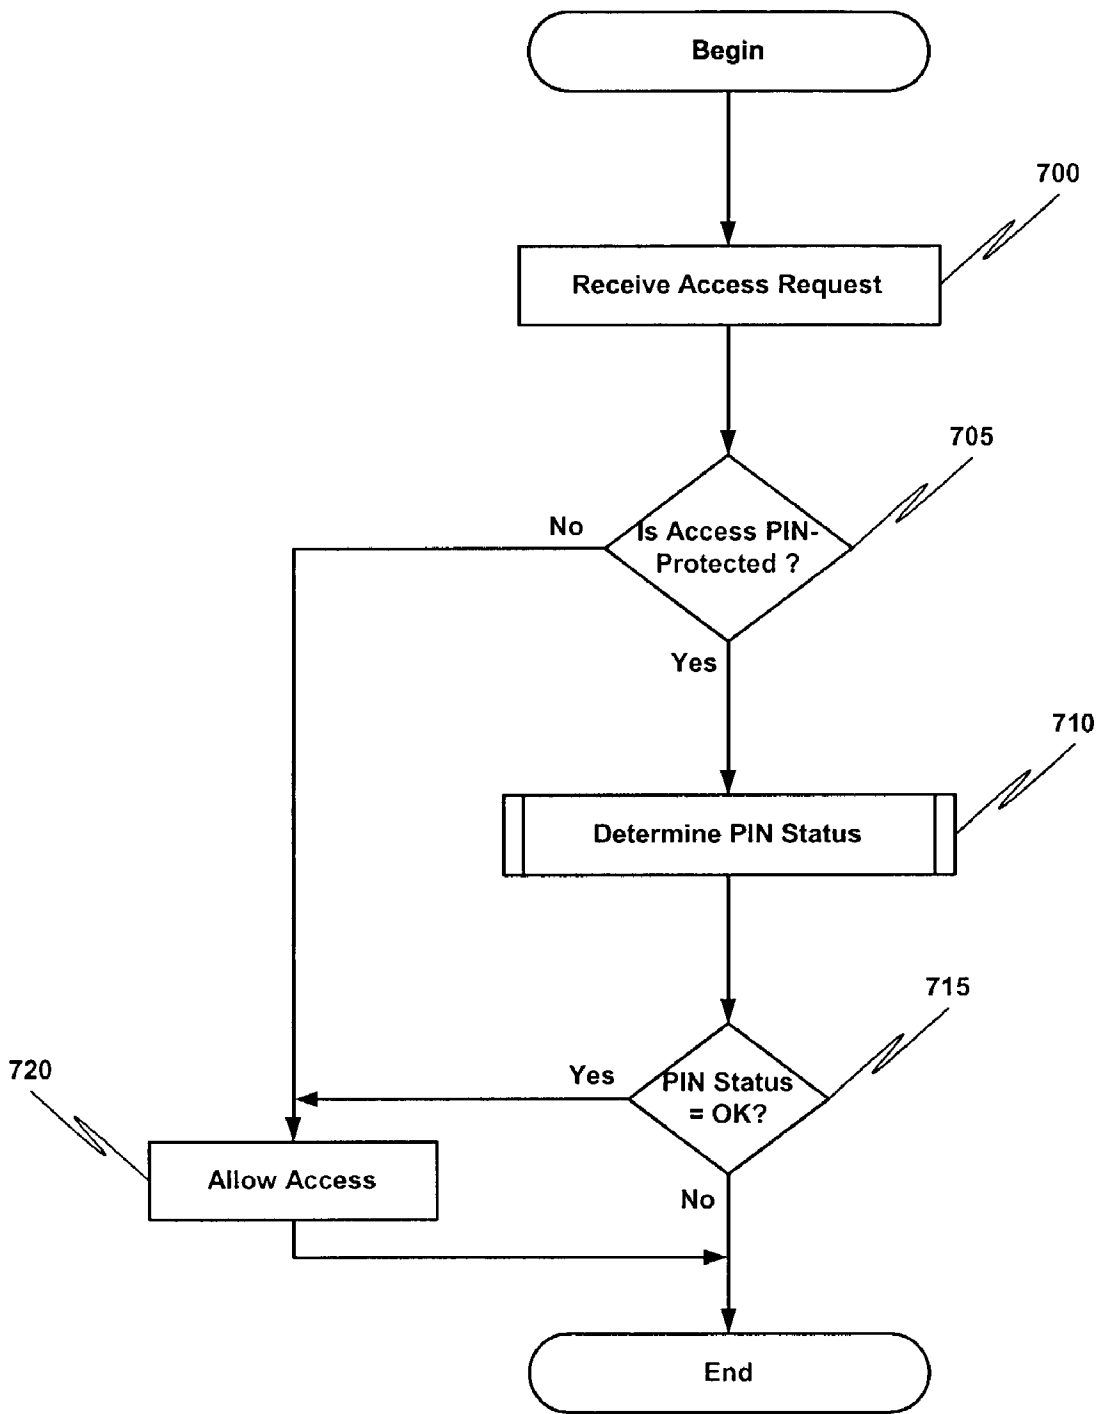 Begin
700
Receive Access Request
705
No
Is Access PIN-
Protected ?
Yes
710
Determine PIN Status
715
720
Yes
PIN Status
= OK?
Allow Access
No
End